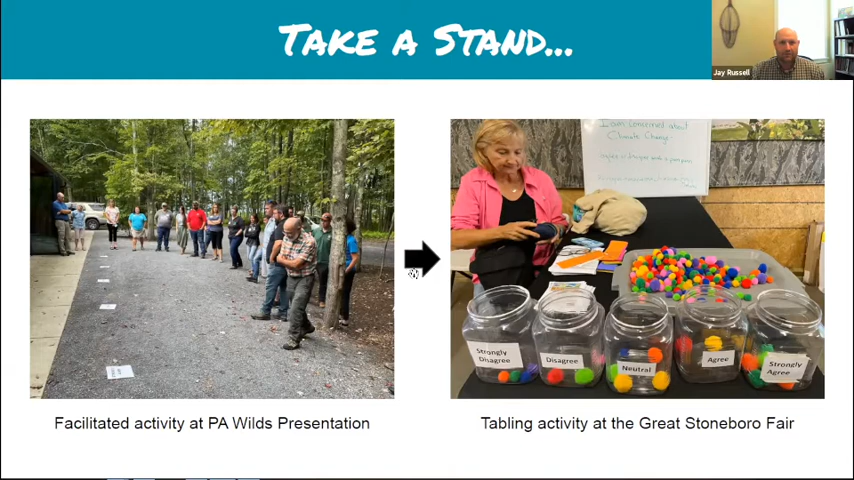 TAKE A STAND...
Jay Russell
I am concerned about
Climate Change
Strongly
Disagree
Disagree
Neutral
Agree
Strongly
Agree
Facilitated activity at PA Wilds Presentation
Tabling activity at the Great Stoneboro Fair